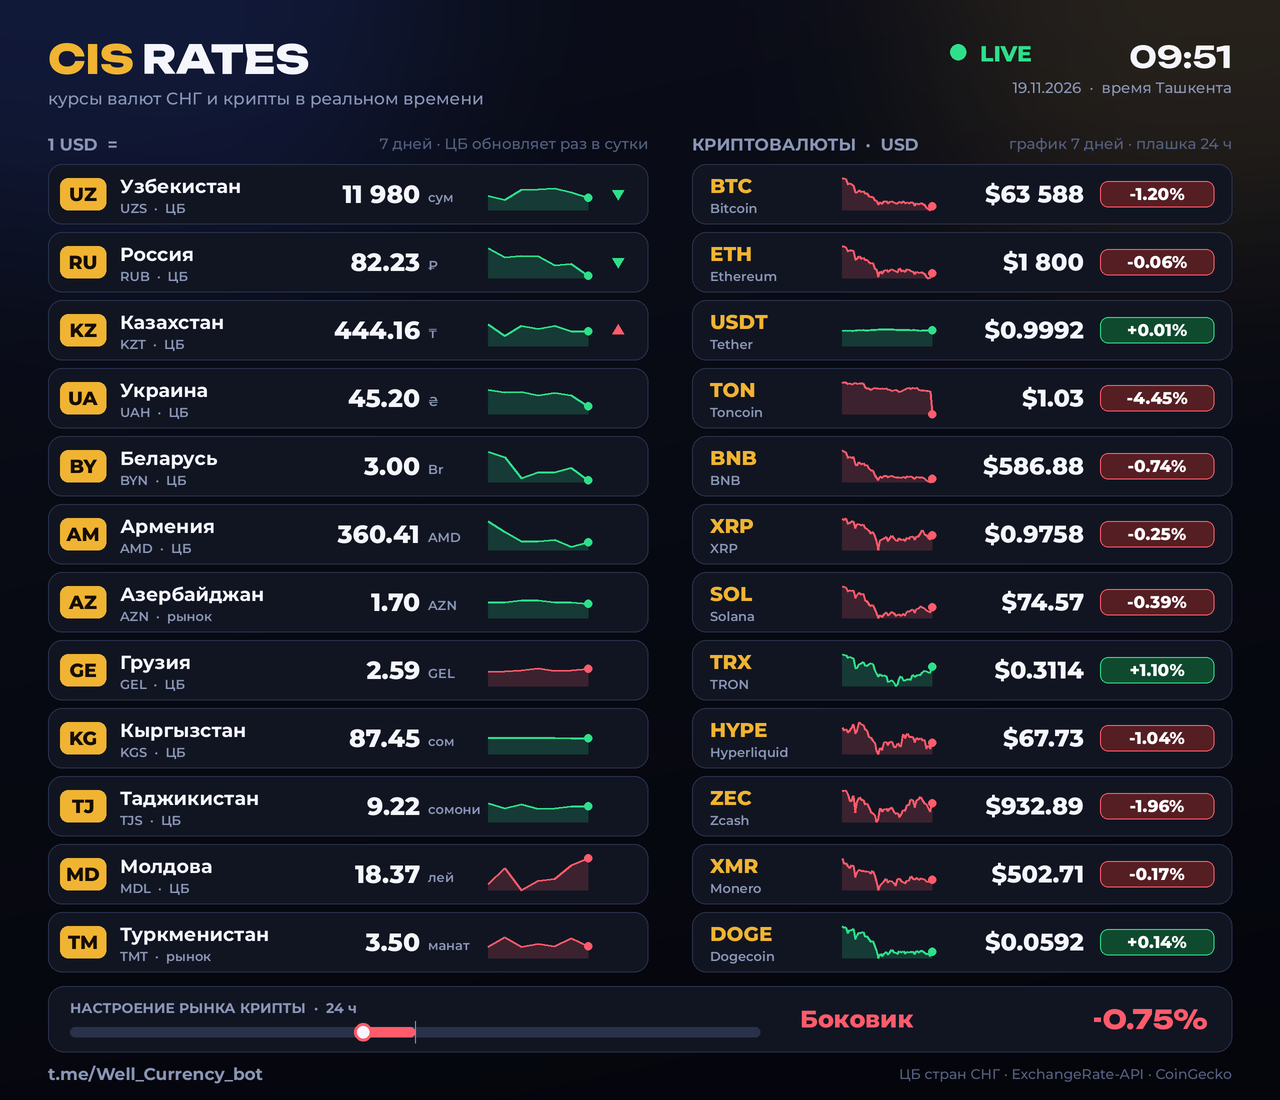 CIS RATES
курсы валют СНГ и крипты в реальном времени
LIVE
09:51
19.11.2026 · время Ташкента
1 USD =
7 дней · ЦБ обновляет раз в сутки
UZ Узбекистан 11 980 сум
UZS · ЦБ
RU Россия 82.23 ₽
RUB · ЦБ
KZ Казахстан 444.16 ₸
KZT · ЦБ
UA Украина 45.20 ₴
UAH · ЦБ
BY Беларусь 3.00 Br
BYN · ЦБ
AM Армения 360.41 AMD
AMD · ЦБ
AZ Азербайджан 1.70 AZN
AZN · рынок
GE Грузия 2.59 GEL
GEL · ЦБ
KG Кыргызстан 87.45 сом
KGS · ЦБ
TJ Таджикистан 9.22 сомони
TJS · ЦБ
MD Молдова 18.37 лей
MDL · ЦБ
TM Туркменистан 3.50 манат
TMT · рынок
КРИПТОВАЛЮТЫ · USD
график 7 дней · плашка 24 ч
BTC $63 588 -1.20%
Bitcoin
ETH $1 800 -0.06%
Ethereum
USDT $0.9992 +0.01%
Tether
TON $1.03 -4.45%
Toncoin
BNB $586.88 -0.74%
BNB
XRP $0.9758 -0.25%
XRP
SOL $74.57 -0.39%
Solana
TRX $0.3114 +1.10%
TRON
HYPE $67.73 -1.04%
Hyperliquid
ZEC $932.89 -1.96%
Zcash
XMR $502.71 -0.17%
Monero
DOGE $0.0592 +0.14%
Dogecoin
НАСТРОЕНИЕ РЫНКА КРИПТЫ · 24 ч
Боковик
-0.75%
t.me/Well_Currency_bot
ЦБ стран СНГ · ExchangeRate-API · CoinGecko